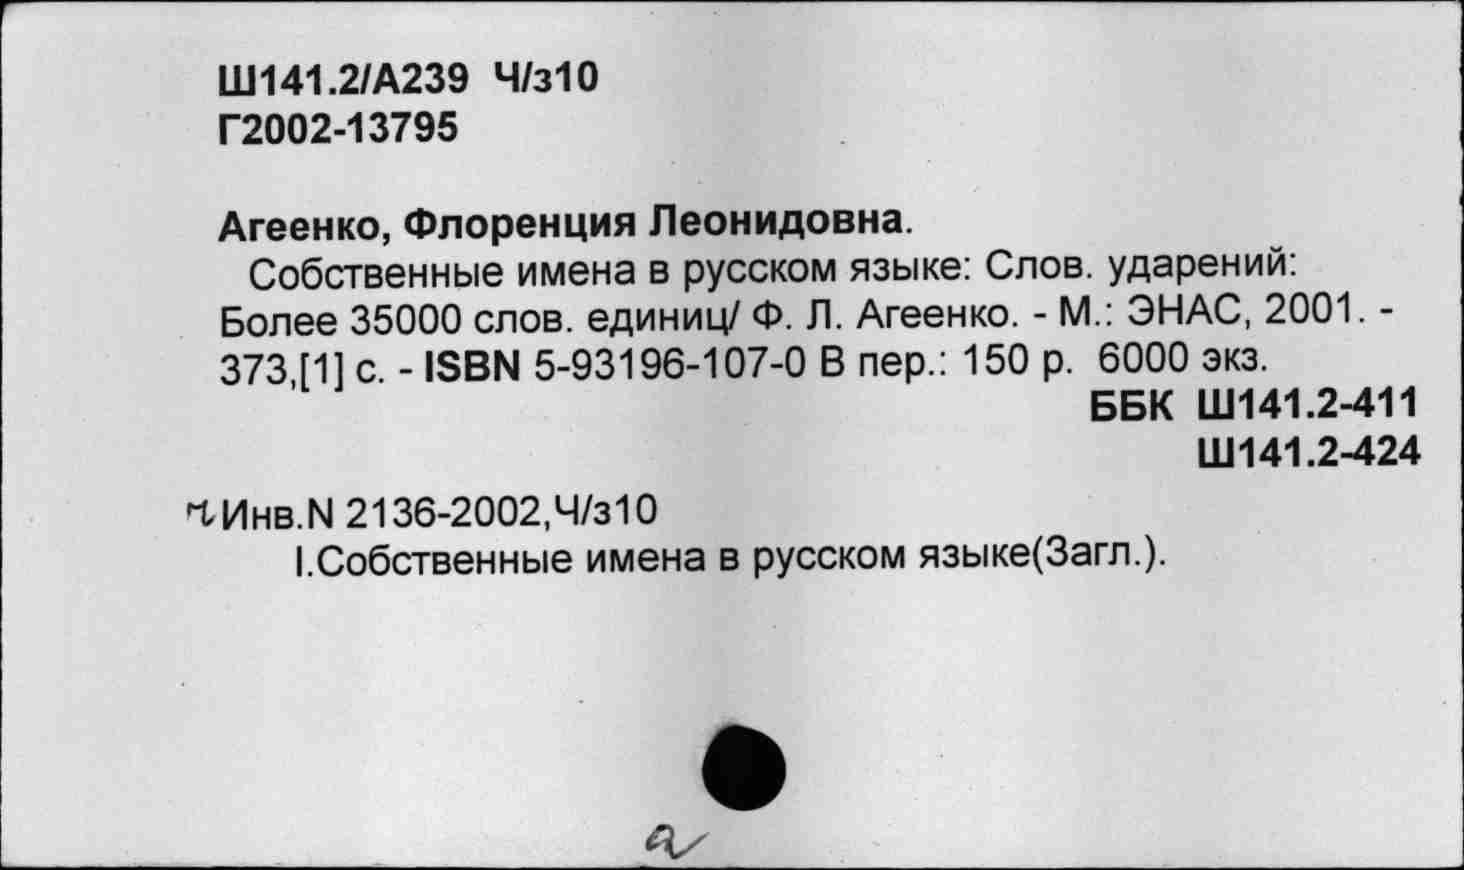 Ш141.2/А239 Ч/з10
Г2002-13795
Агеенко, Флоренция Леонидовна.
Собственные имена в русском языке: Слов. ударений:
Более 35000 слов. единиц/ Ф. Л. Агеенко. - М.: ЭНАС, 2001. -
373,[1] с. - ISBN 5-93196-107-0 В пер.: 150 р. 6000 экз.
ББК Ш141.2-411
Ш141.2-424
Инв.N 2136-2002,Ч/з10
I.Собственные имена в русском языке(Загл.).